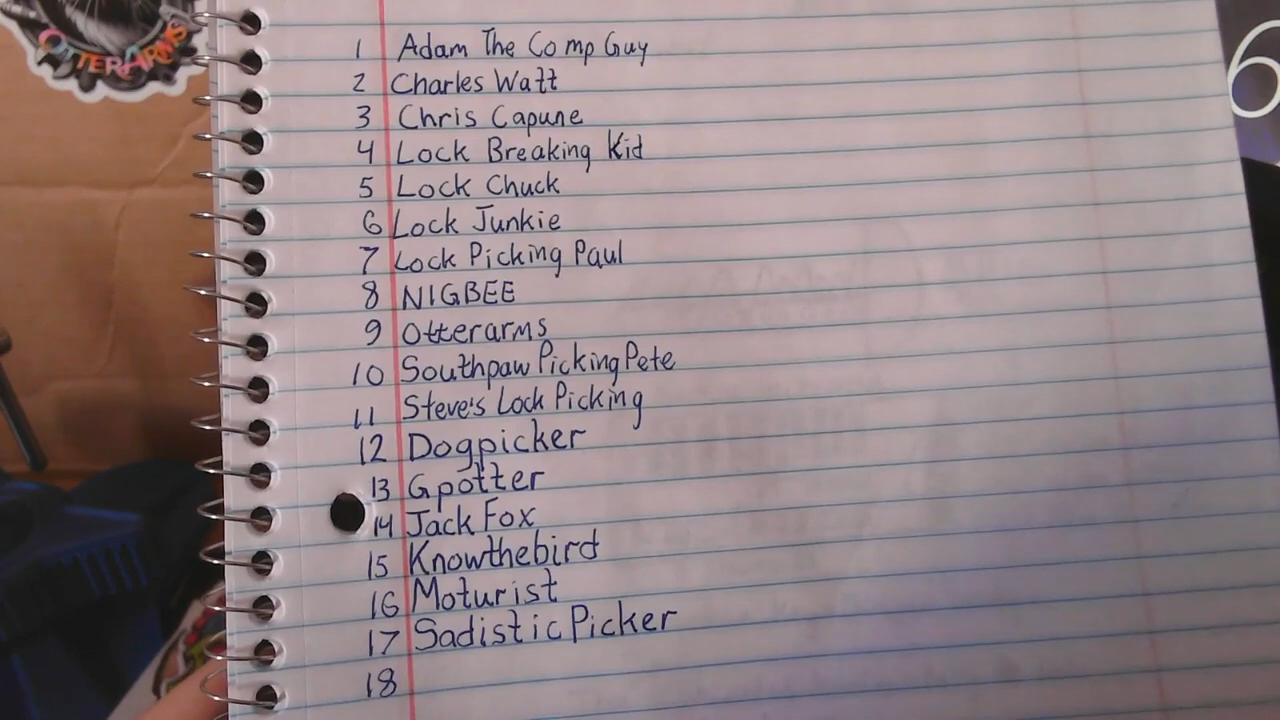 OTTERARMS
6
1 Adam The Comp Guy
2 Charles Watt
3 Chris Capune
4 Lock Breaking Kid
5 Lock Chuck
6 Lock Junkie
7 Lock Picking Paul
8 NIGBEE
9 Otterarms
10 Southpaw Picking Pete
11 Steve's Lock Picking
12 Dogpicker
13 Gpotter
14 Jack Fox
15 Knowthebird
16 Moturist
17 Sadistic Picker
18